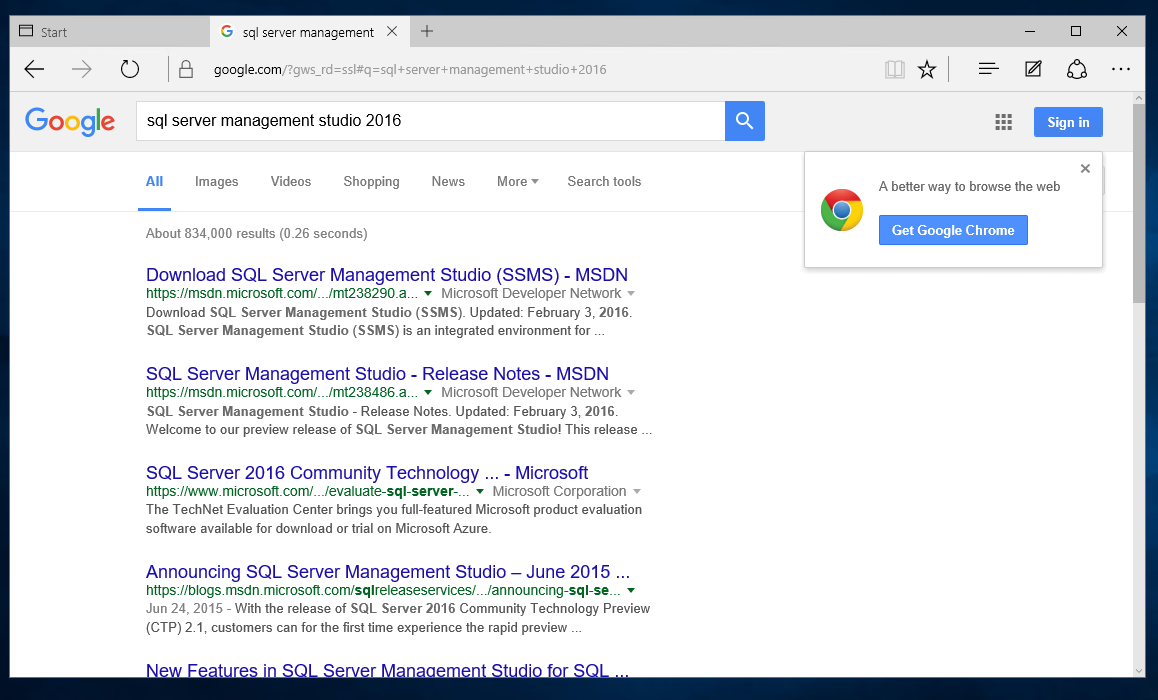 Start
sql server management
google.com/?gws_rd=ssl#q=sql+server+management+studio+2016
Google
sql server management studio 2016
Sign in
All Images Videos Shopping News More Search tools
A better way to browse the web
Get Google Chrome
About 834,000 results (0.26 seconds)
Download SQL Server Management Studio (SSMS) - MSDN
https://msdn.microsoft.com/.../mt238290.a... Microsoft Developer Network
Download SQL Server Management Studio (SSMS). Updated: February 3, 2016.
SQL Server Management Studio (SSMS) is an integrated environment for ...
SQL Server Management Studio - Release Notes - MSDN
https://msdn.microsoft.com/.../mt238486.a... Microsoft Developer Network
SQL Server Management Studio - Release Notes. Updated: February 3, 2016.
Welcome to our preview release of SQL Server Management Studio! This release ...
SQL Server 2016 Community Technology ... - Microsoft
https://www.microsoft.com/.../evaluate-sql-server-... Microsoft Corporation
The TechNet Evaluation Center brings you full-featured Microsoft product evaluation
software available for download or trial on Microsoft Azure.
Announcing SQL Server Management Studio – June 2015 ...
https://blogs.msdn.microsoft.com/sqlreleaseservices/.../announcing-sql-se...
Jun 24, 2015 - With the release of SQL Server 2016 Community Technology Preview
(CTP) 2.1, customers can for the first time experience the rapid preview ...
New Features in SQL Server Management Studio for SQL ...